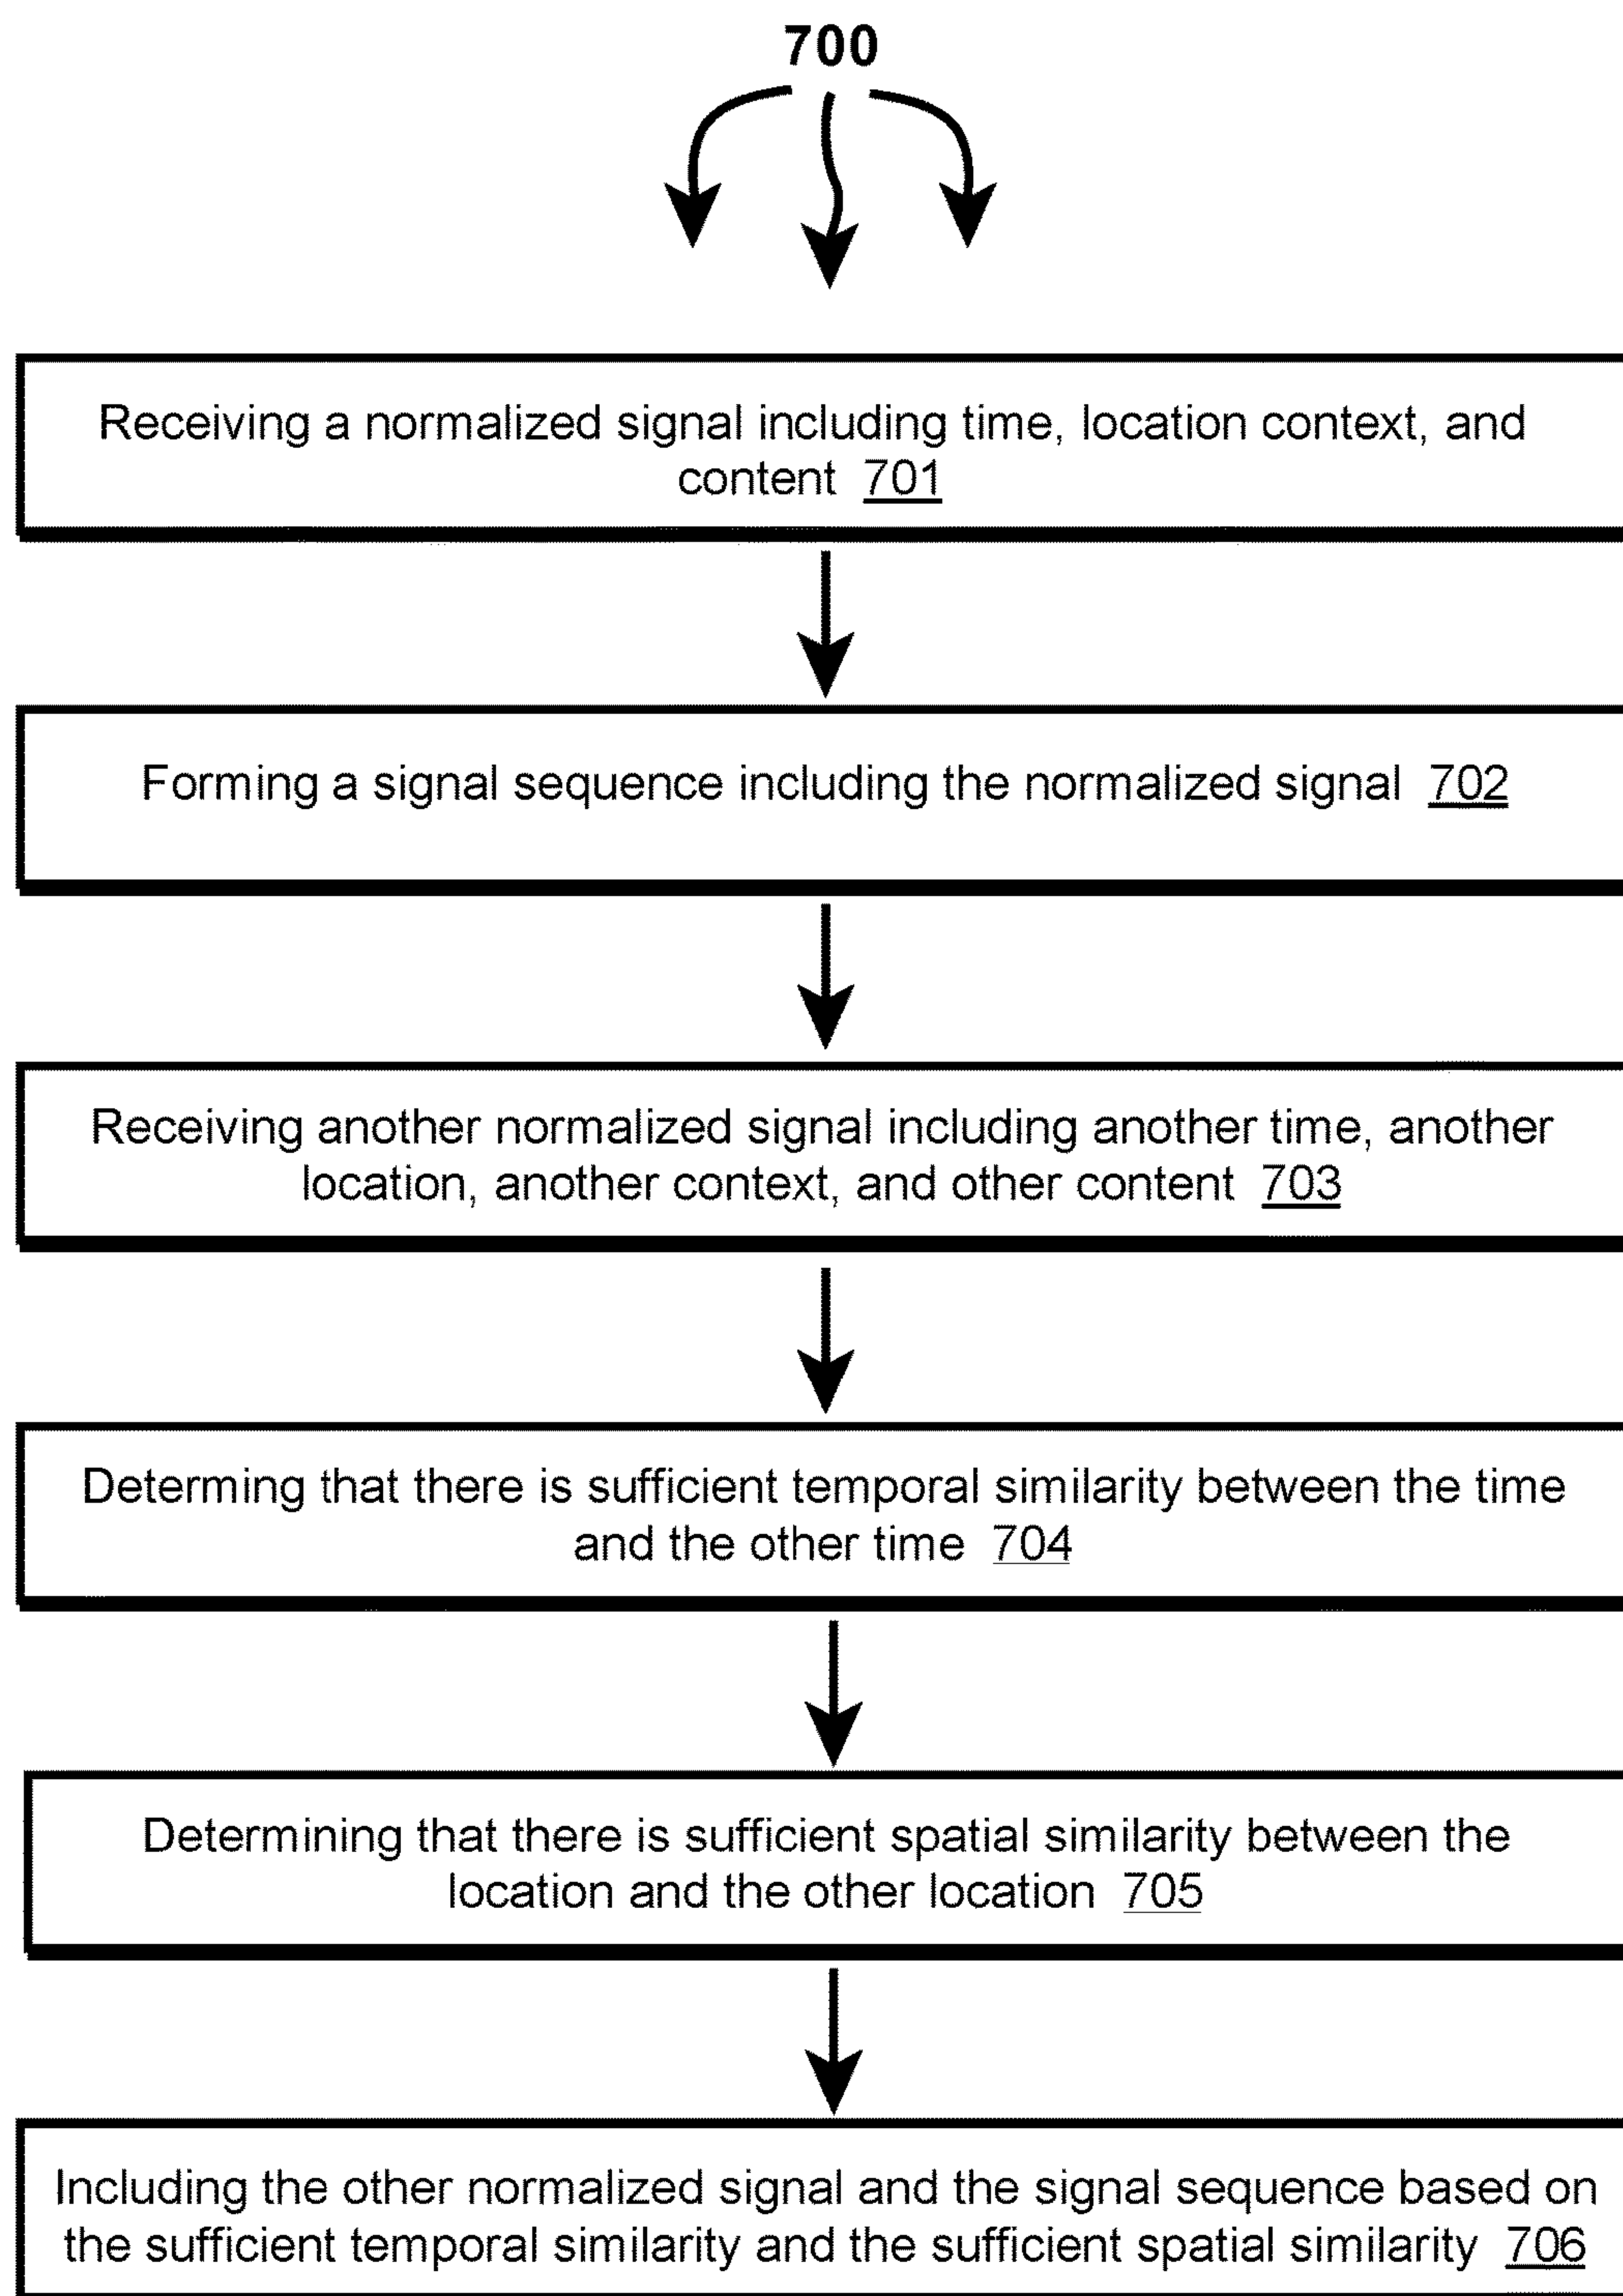 700
Receiving a normalized signal including time, location context, and
content 701
Forming a signal sequence including the normalized signal 702
Receiving another normalized signal including another time, another
location, another context, and other content 703
Determing that there is sufficient temporal similarity between the time
and the other time 704
Determining that there is sufficient spatial similarity between the
location and the other location 705
Including the other normalized signal and the signal sequence based on
the sufficient temporal similarity and the sufficient spatial similarity 706